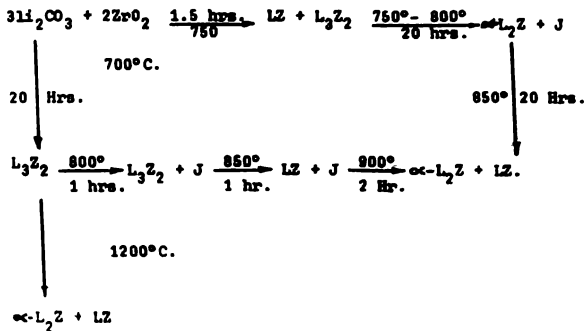 3li₂CO₃ + 2ZrO₂ 1.5 hrs. 750 LZ + L₃Z₂ 750°- 800° 20 hrs. ∝L₂Z + J
700°C.
20 Hrs. 850° 20 Hrs.
L₃Z₂ 800° 1 hrs. L₃Z₂ + J 850° 1 hr. LZ + J 900° 2 Hr. ∝-L₂Z + LZ.
1200°C.
∝-L₂Z + LZ